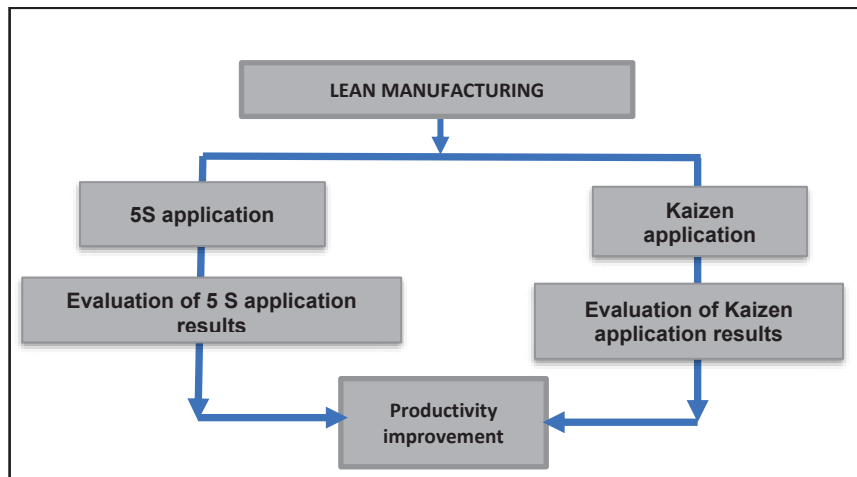 LEAN MANUFACTURING
5S application
Kaizen
application
Evaluation of 5 S application
results
Evaluation of Kaizen
application results
Productivity
improvement